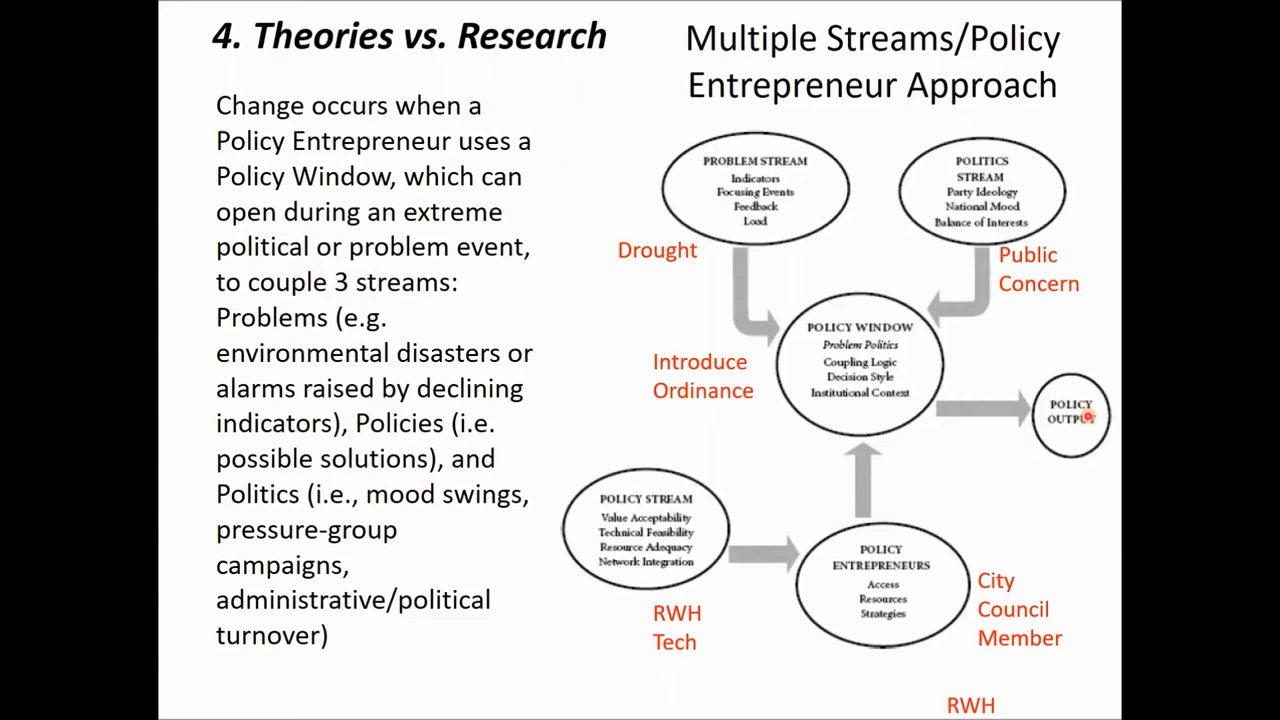 4. Theories vs. Research
Multiple Streams/Policy
Entrepreneur Approach
Change occurs when a
Policy Entrepreneur uses a
Policy Window, which can
open during an extreme
political or problem event,
to couple 3 streams:
Problems (e.g.
environmental disasters or
alarms raised by declining
indicators), Policies (i.e.
possible solutions), and
Politics (i.e., mood swings,
pressure-group
campaigns,
administrative/political
turnover)
PROBLEM STREAM
Indicators
Focusing Events
Feedback
Load
Drought
POLITICS
STREAM
Party Ideology
National Mood
Balance of Interests
Public
Concern
POLICY WINDOW
Problem Politics
Coupling Logic
Decision Style
Institutional Context
Introduce
Ordinance
POLICY
OUTPUT
POLICY STREAM
Value Acceptability
Technical Feasibility
Resource Adequacy
Network Integration
RWH
Tech
POLICY
ENTREPRENEURS
Access
Resources
Strategies
City
Council
Member
RWH